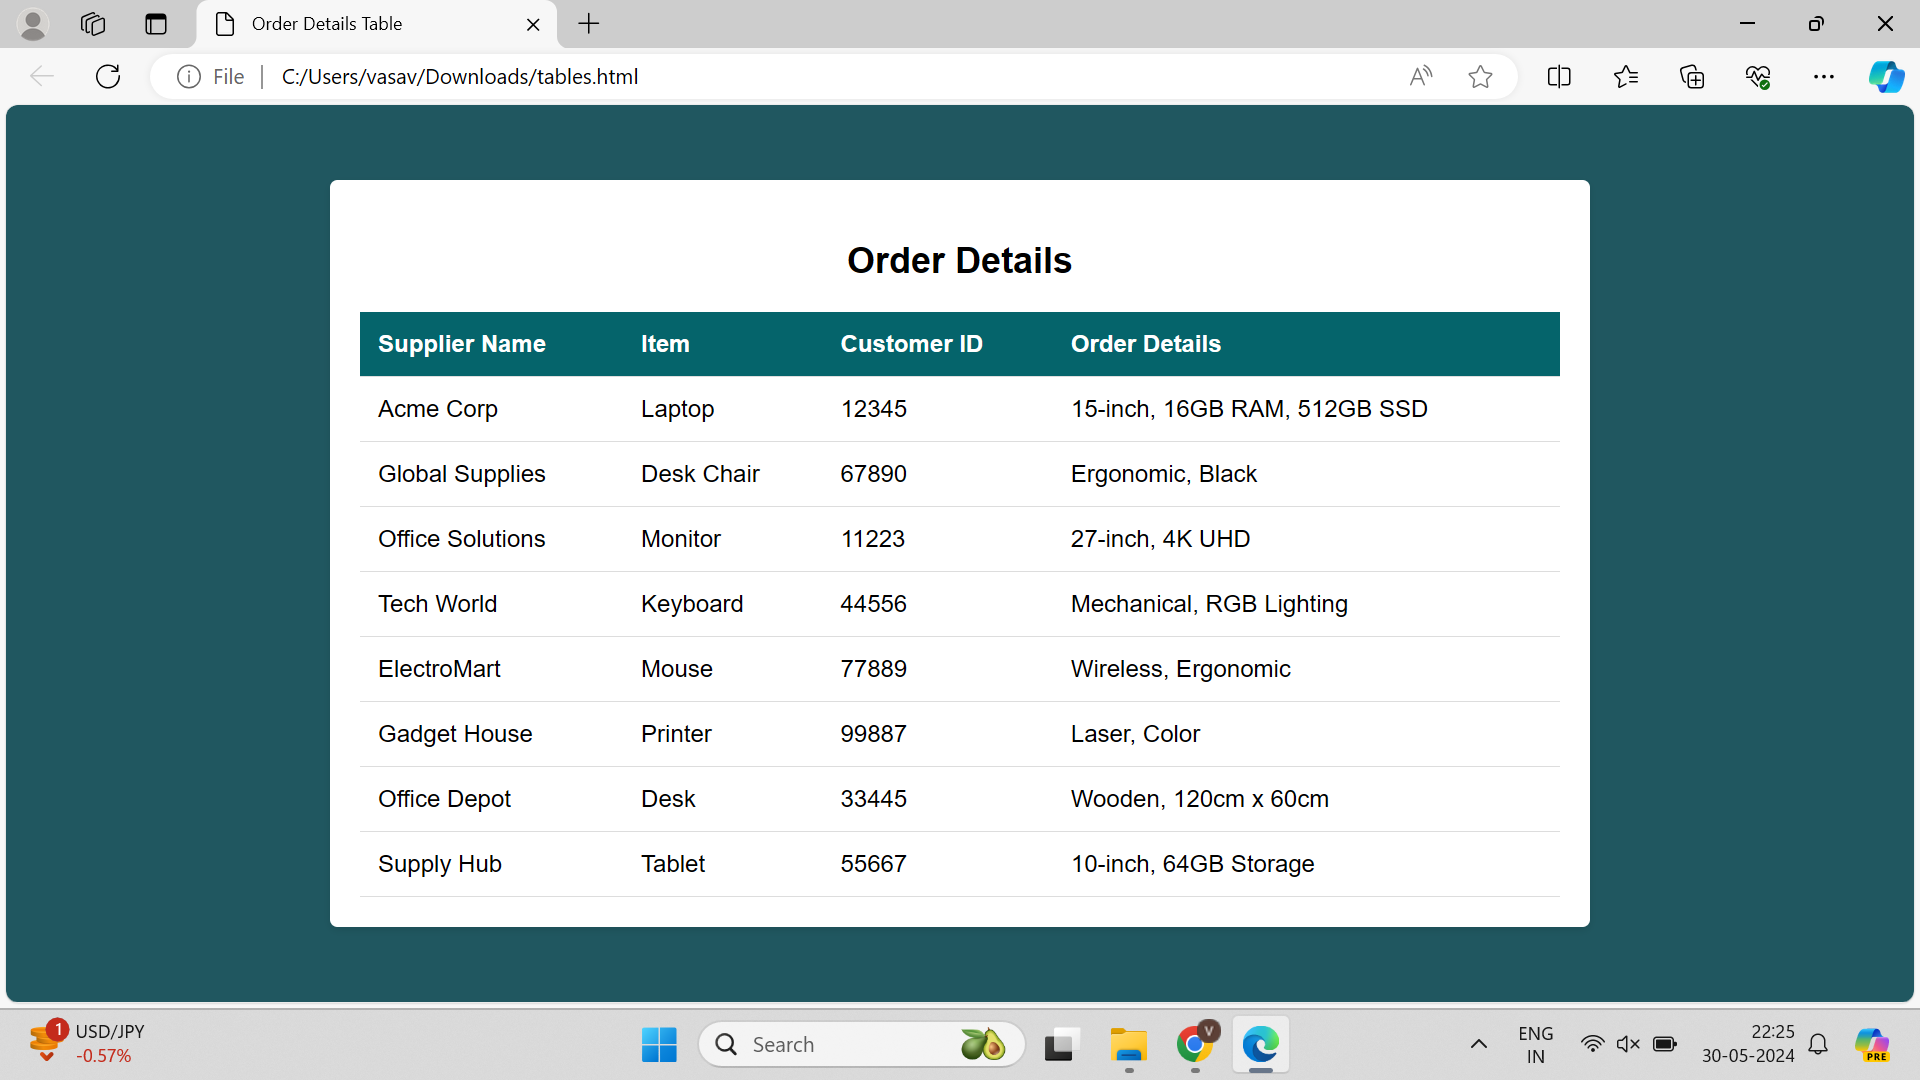 Order Details Table
File
C:/Users/vasav/Downloads/tables.html
Order Details
Supplier Name Item Customer ID Order Details
Acme Corp Laptop 12345 15-inch, 16GB RAM, 512GB SSD
Global Supplies Desk Chair 67890 Ergonomic, Black
Office Solutions Monitor 11223 27-inch, 4K UHD
Tech World Keyboard 44556 Mechanical, RGB Lighting
ElectroMart Mouse 77889 Wireless, Ergonomic
Gadget House Printer 99887 Laser, Color
Office Depot Desk 33445 Wooden, 120cm x 60cm
Supply Hub Tablet 55667 10-inch, 64GB Storage
1
USD/JPY
-0.57%
Search
V
ENG
IN
22:25
30-05-2024
PRE